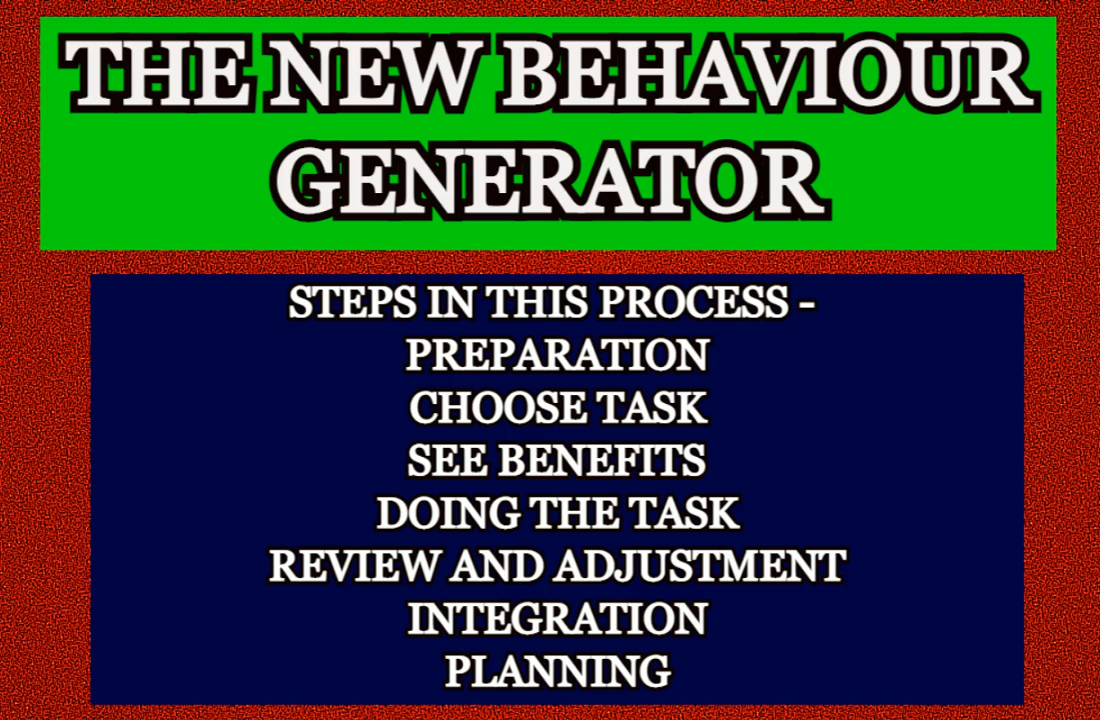 THE NEW BEHAVIOUR
GENERATOR
STEPS IN THIS PROCESS -
PREPARATION
CHOOSE TASK
SEE BENEFITS
DOING THE TASK
REVIEW AND ADJUSTMENT
INTEGRATION
PLANNING